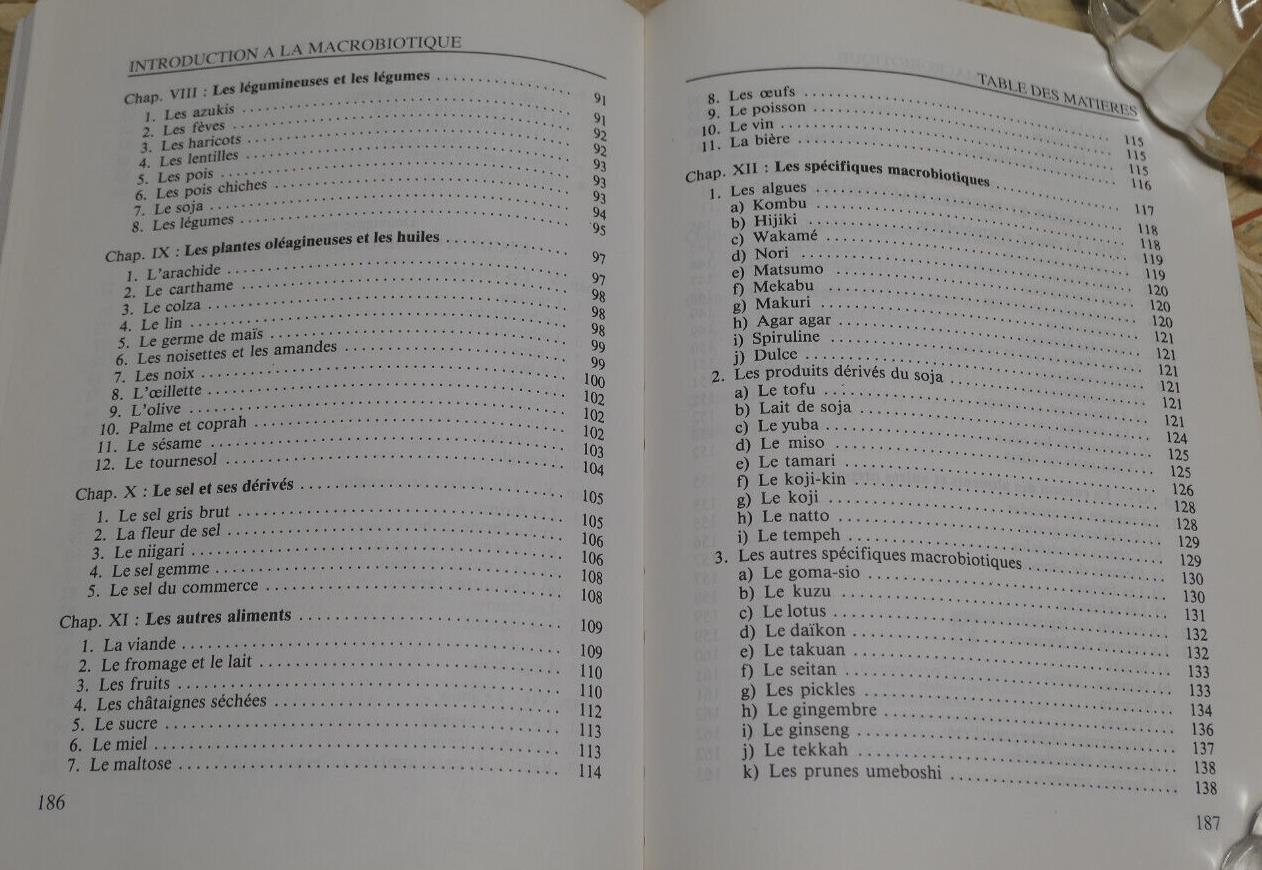 INTRODUCTION A LA MACROBIOTIQUE
Chap. VIII : Les légumineuses et les légumes 91
1. Les azukis 91
2. Les fèves 92
3. Les haricots 92
4. Les lentilles 93
5. Les pois 93
6. Les pois chiches 93
7. Le soja 94
8. Les légumes 95
Chap. IX : Les plantes oléagineuses et les huiles 97
1. L'arachide 97
2. Le carthame 98
3. Le colza 98
4. Le lin 98
5. Le germe de maïs 99
6. Les noisettes et les amandes 99
7. Les noix 100
8. L'œillette 102
9. L'olive 102
10. Palme et coprah 102
11. Le sésame 103
12. Le tournesol 104
Chap. X : Le sel et ses dérivés 105
1. Le sel gris brut 105
2. La fleur de sel 106
3. Le niigari 106
4. Le sel gemme 108
5. Le sel du commerce 108
Chap. XI : Les autres aliments 109
1. La viande 109
2. Le fromage et le lait 110
3. Les fruits 110
4. Les châtaignes séchées 112
5. Le sucre 113
6. Le miel 113
7. Le maltose 114
186
TABLE DES MATIERES
8. Les œufs 115
9. Le poisson 115
10. Le vin 115
11. La bière 116
Chap. XII : Les spécifiques macrobiotiques 117
1. Les algues 118
a) Kombu 118
b) Hijiki 119
c) Wakamé 119
d) Nori 120
e) Matsumo 120
f) Mekabu 120
g) Makuri 121
h) Agar agar 121
i) Spiruline 121
j) Dulce 121
2. Les produits dérivés du soja 121
a) Le tofu 121
b) Lait de soja 124
c) Le yuba 125
d) Le miso 125
e) Le tamari 126
f) Le koji-kin 128
g) Le koji 128
h) Le natto 129
i) Le tempeh 129
3. Les autres spécifiques macrobiotiques 130
a) Le goma-sio 130
b) Le kuzu 131
c) Le lotus 132
d) Le daïkon 132
e) Le takuan 133
f) Le seitan 133
g) Les pickles 134
h) Le gingembre 136
i) Le ginseng 137
j) Le tekkah 138
k) Les prunes umeboshi 138
187